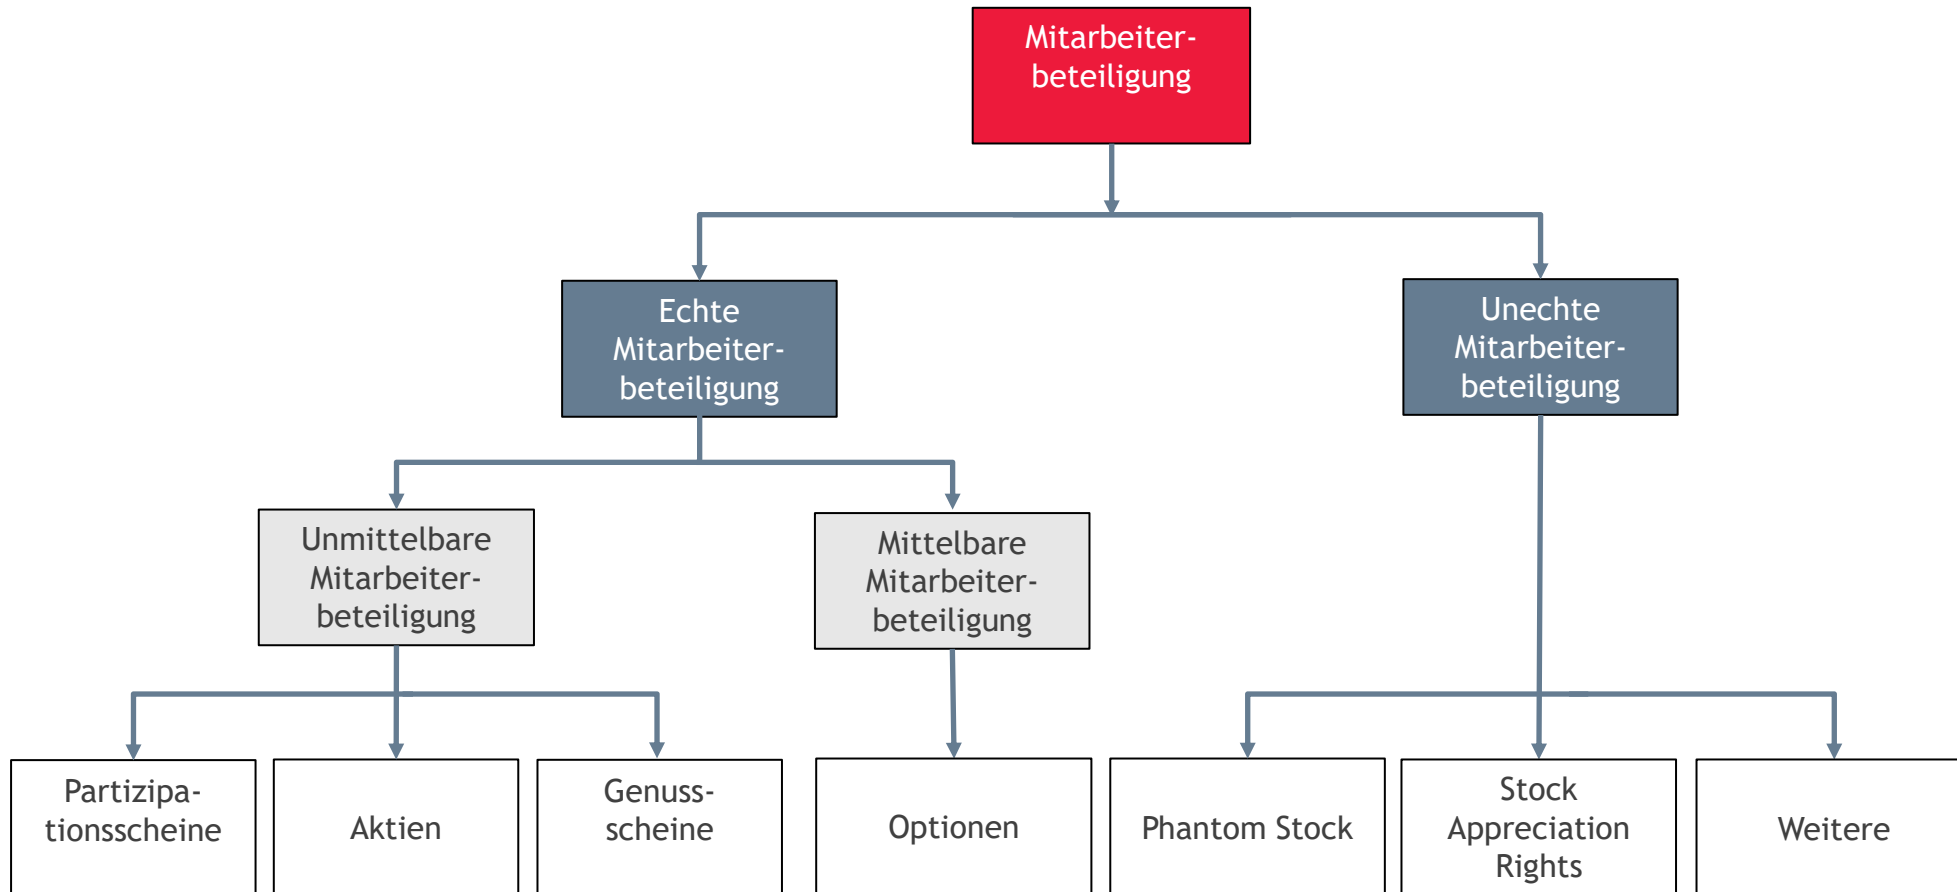 Mitarbeiter-
beteiligung
Echte
Mitarbeiter-
beteiligung
Unechte
Mitarbeiter-
beteiligung
Unmittelbare
Mitarbeiter-
beteiligung
Mittelbare
Mitarbeiter-
beteiligung
Partizipa-
tionsscheine
Aktien
Genuss-
scheine
Optionen
Phantom Stock
Stock
Appreciation
Rights
Weitere